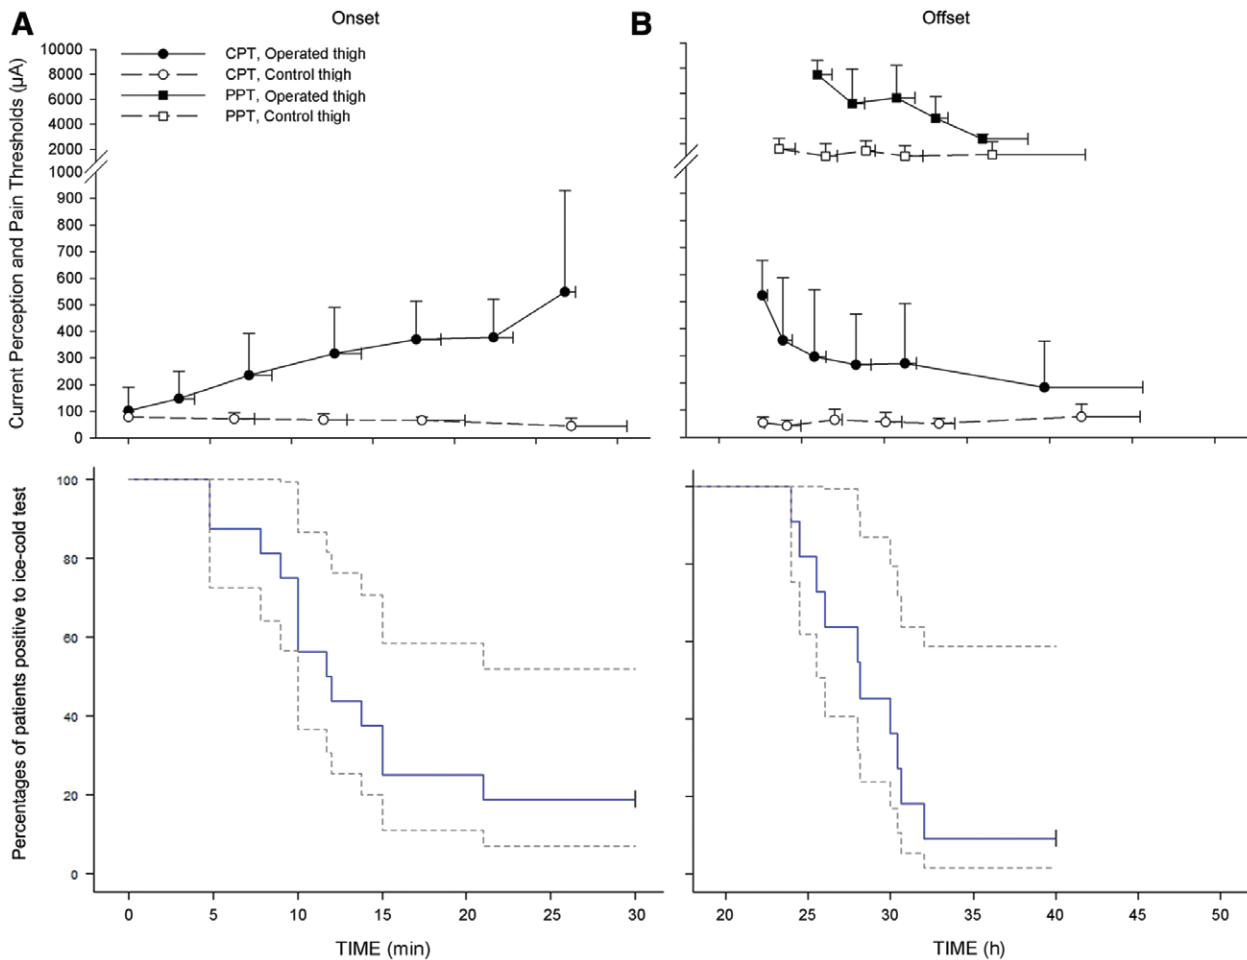 A
Onset
B
Offset
Current Perception and Pain Thresholds (µA)
10000
8000
6000
4000
2000
1000
900
800
700
600
500
400
300
200
100
0
CPT, Operated thigh
CPT, Control thigh
PPT, Operated thigh
PPT, Control thigh
Percentages of patients positive to ice-cold test
100
80
60
40
20
0
0 5 10 15 20 25 30
TIME (min)
20 25 30 35 40 45 50
TIME (h)